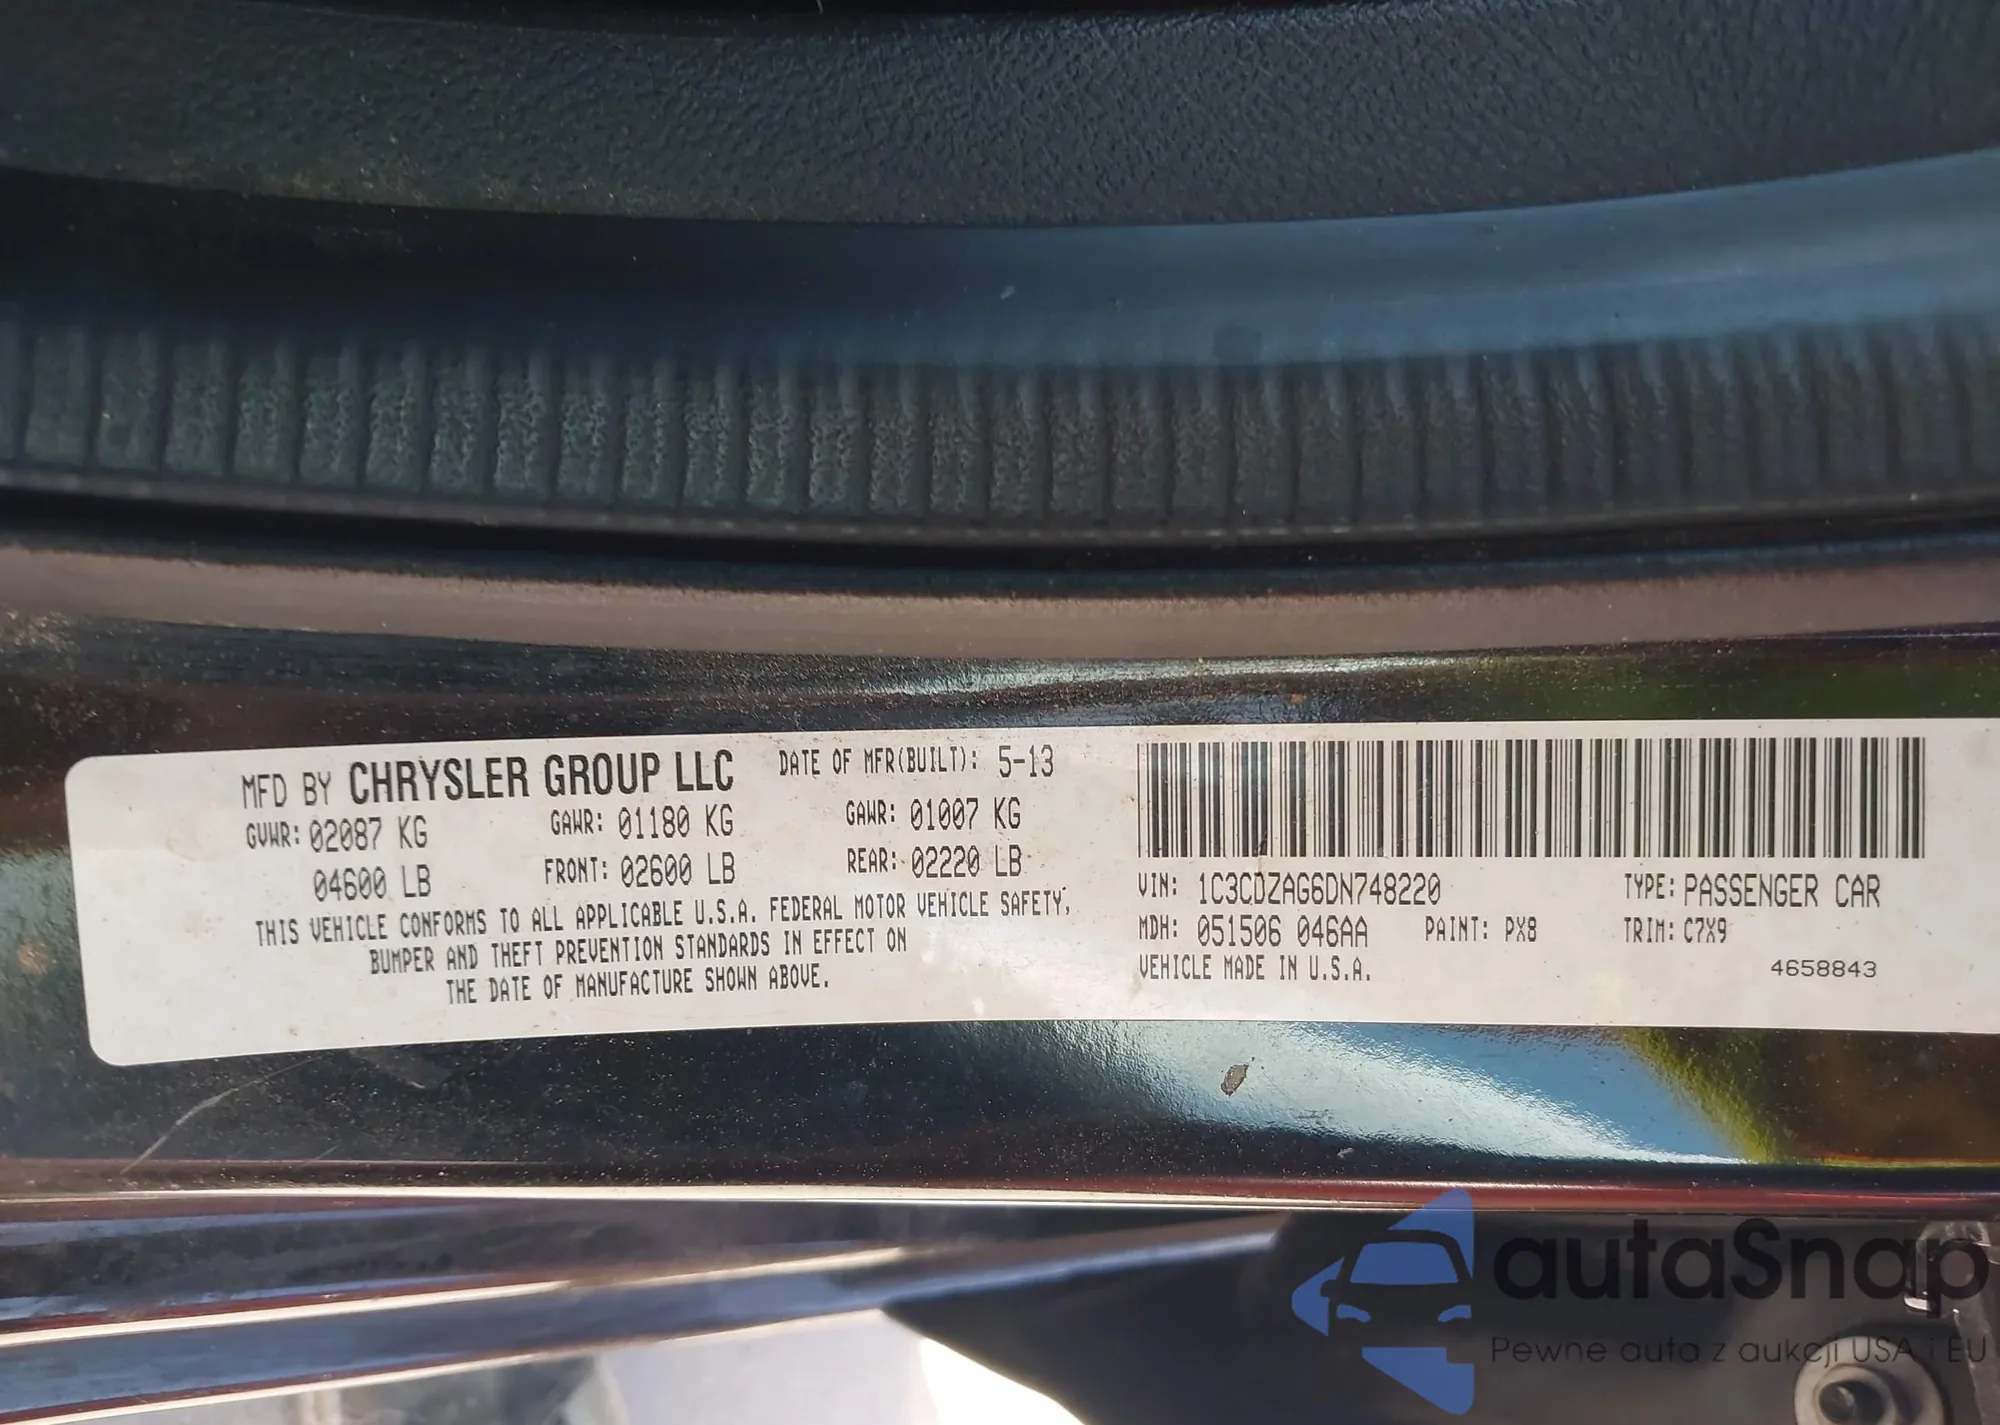 MFD BY CHRYSLER GROUP LLC DATE OF MFR(BUILT): 5-13
GVWR: 02087 KG GAWR: 01180 KG GAWR: 01007 KG
04600 LB FRONT: 02600 LB REAR: 02220 LB
THIS VEHICLE CONFORMS TO ALL APPLICABLE U.S.A. FEDERAL MOTOR VEHICLE SAFETY,
BUMPER AND THEFT PREVENTION STANDARDS IN EFFECT ON
THE DATE OF MANUFACTURE SHOWN ABOVE.
VIN: 1C3CDZAG6DN748220 TYPE: PASSENGER CAR
MDH: 051506 046AA PAINT: PX8 TRIM: C7X9
VEHICLE MADE IN U.S.A.
4658843
autaSnap
Pewne auta z aukcji USA i EU